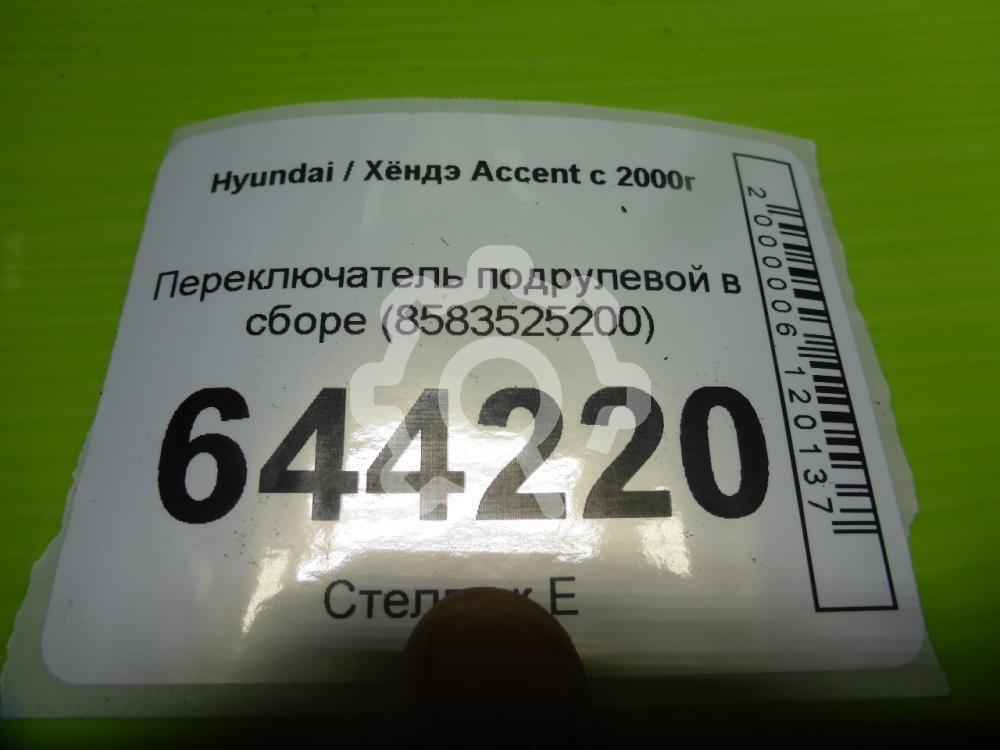 Hyundai / Хёндэ Accent с 2000г
Переключатель подрулевой в
сборе (8583525200)
644220
Е
2000006120137